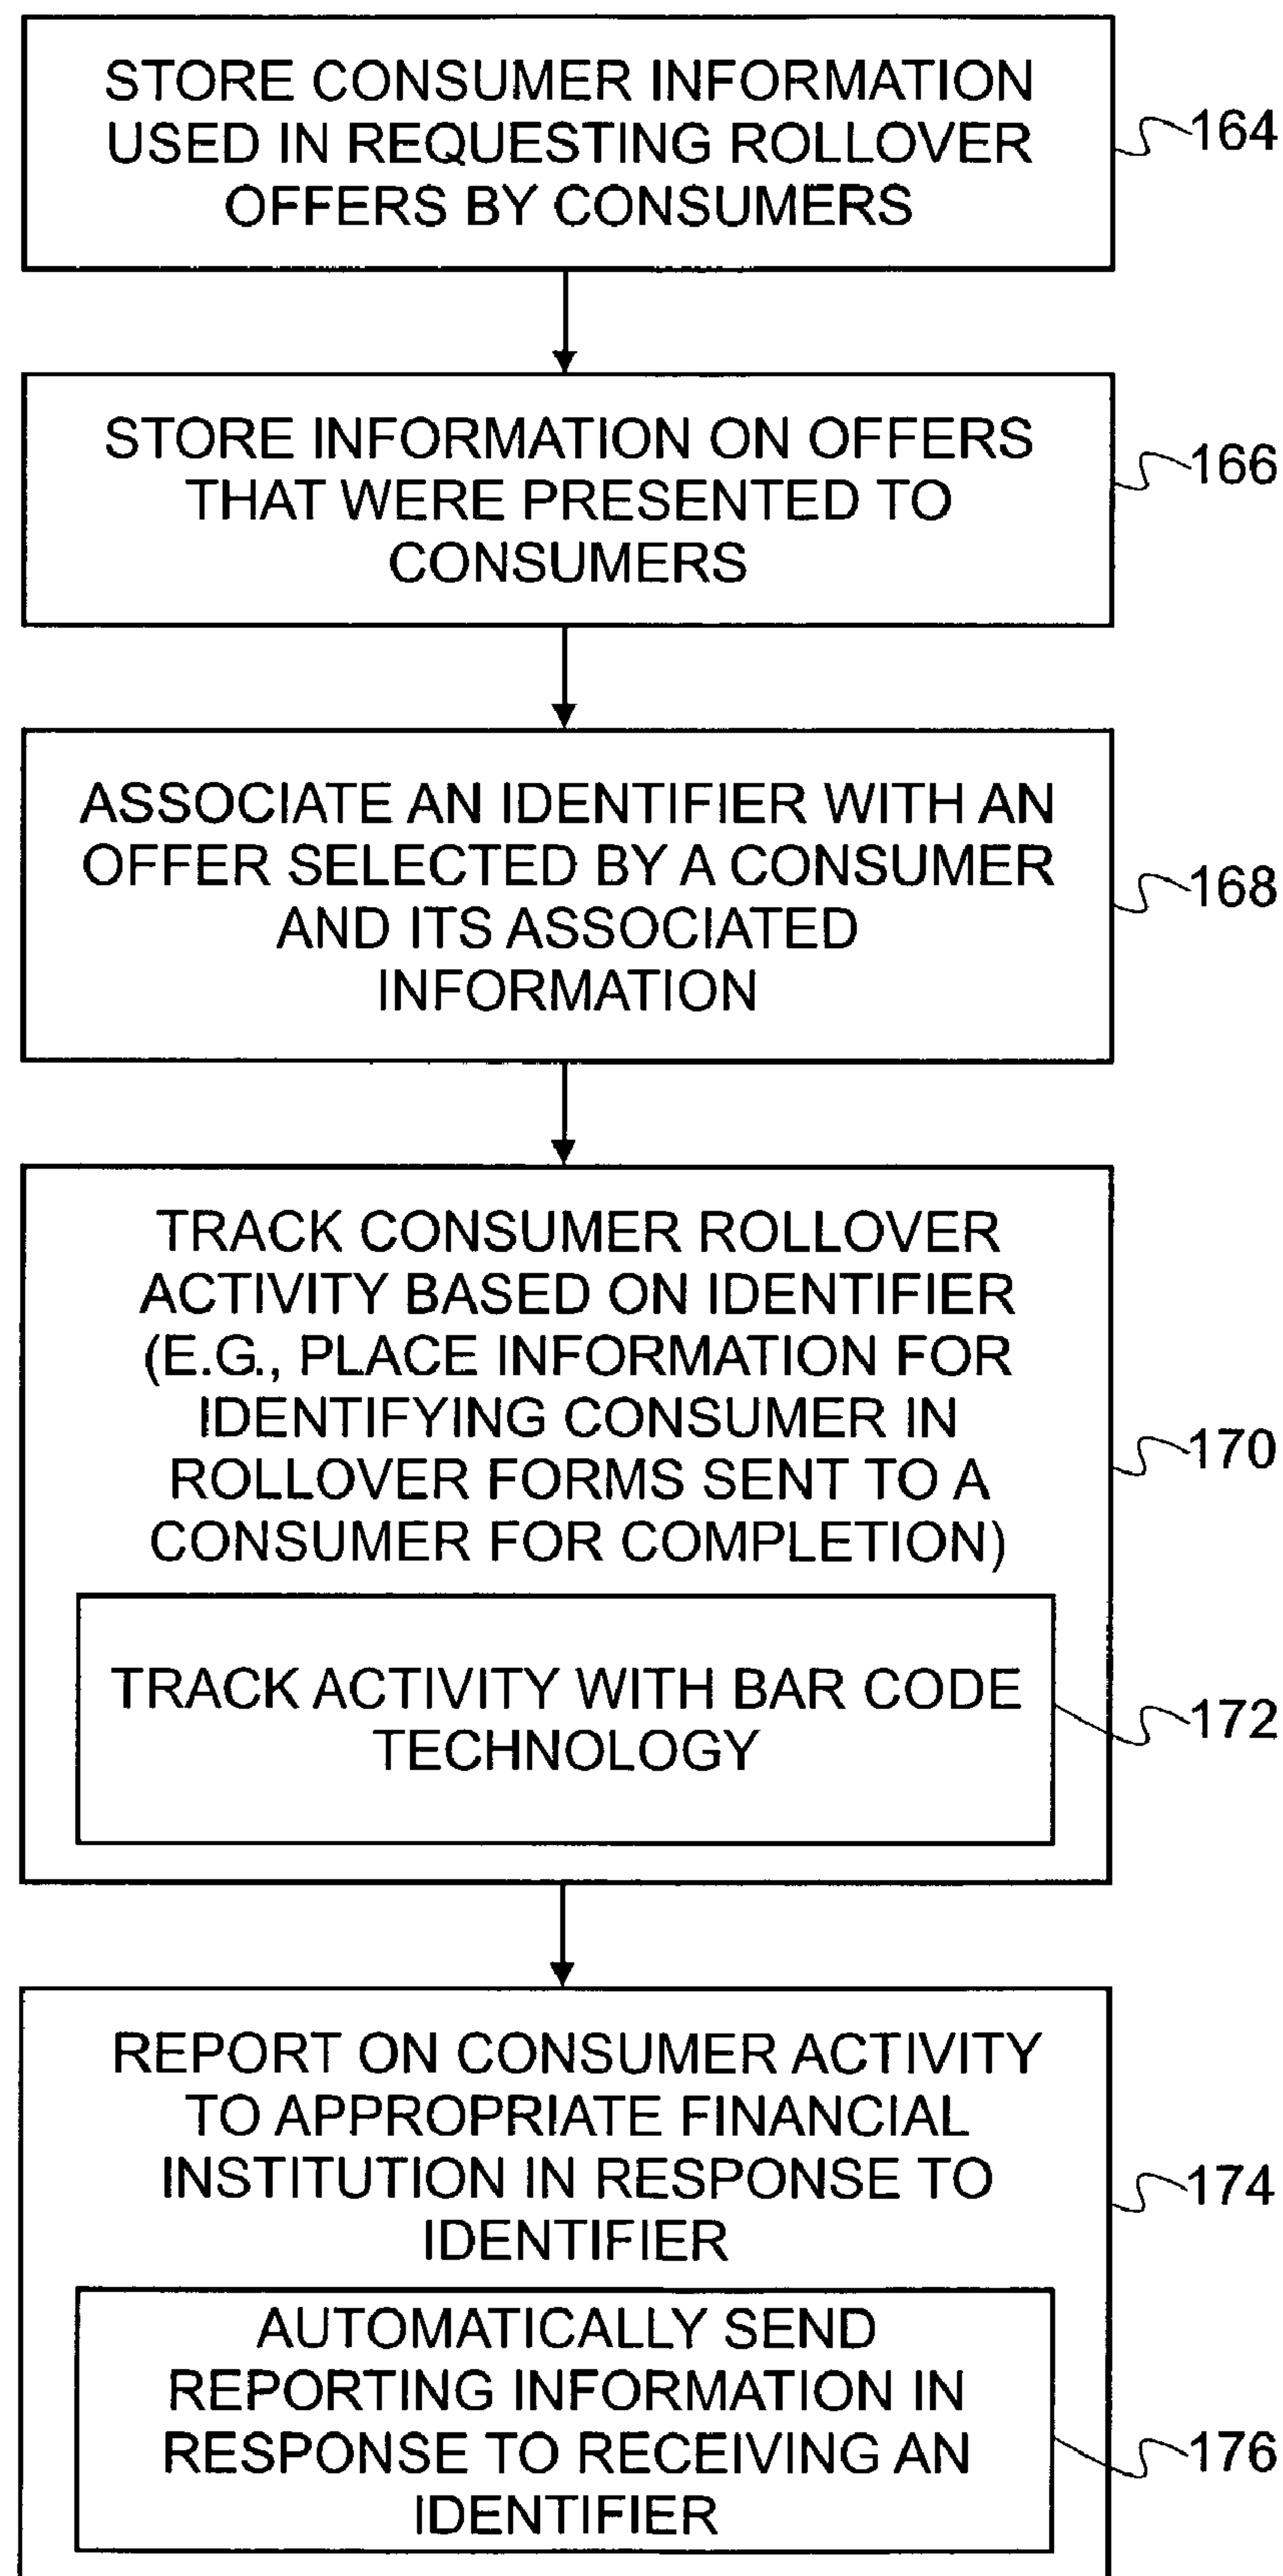 STORE CONSUMER INFORMATION
USED IN REQUESTING ROLLOVER
OFFERS BY CONSUMERS
164
STORE INFORMATION ON OFFERS
THAT WERE PRESENTED TO
CONSUMERS
166
ASSOCIATE AN IDENTIFIER WITH AN
OFFER SELECTED BY A CONSUMER
AND ITS ASSOCIATED
INFORMATION
168
TRACK CONSUMER ROLLOVER
ACTIVITY BASED ON IDENTIFIER
(E.G., PLACE INFORMATION FOR
IDENTIFYING CONSUMER IN
ROLLOVER FORMS SENT TO A
CONSUMER FOR COMPLETION)
170
TRACK ACTIVITY WITH BAR CODE
TECHNOLOGY
172
REPORT ON CONSUMER ACTIVITY
TO APPROPRIATE FINANCIAL
INSTITUTION IN RESPONSE TO
IDENTIFIER
174
AUTOMATICALLY SEND
REPORTING INFORMATION IN
RESPONSE TO RECEIVING AN
IDENTIFIER
176